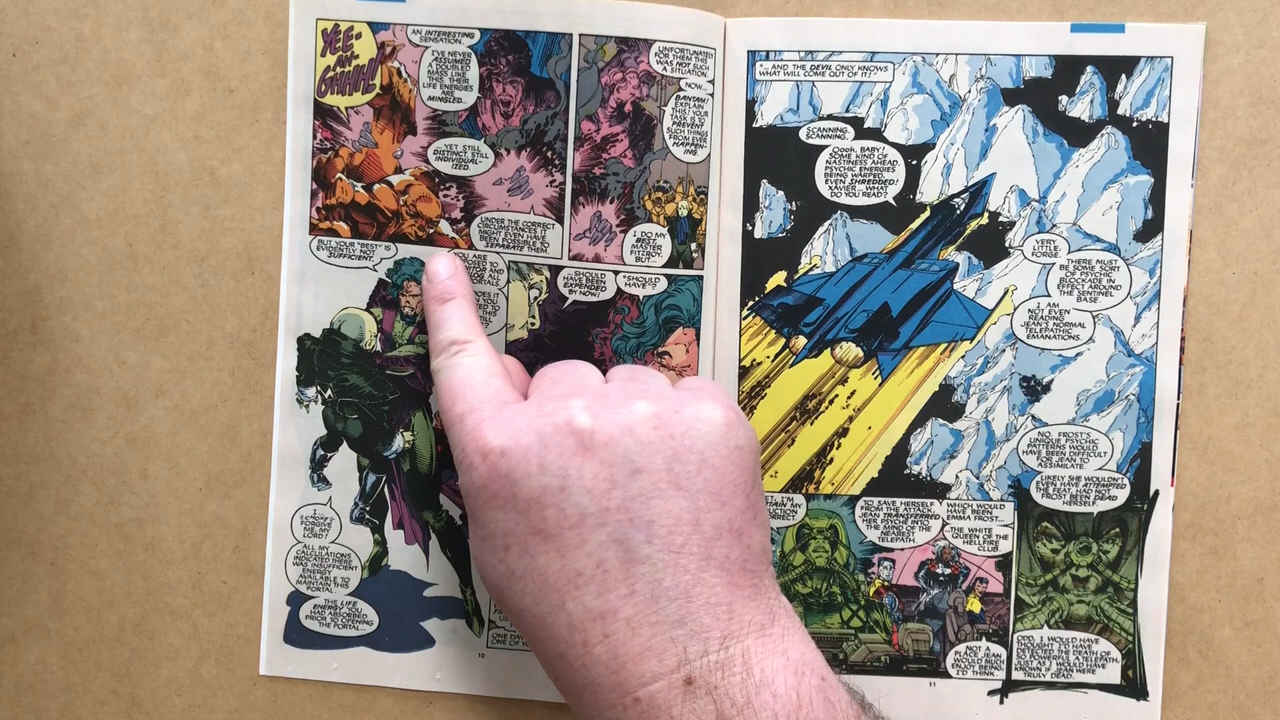 YEE-
AH-
GHHHH!!
AN INTERESTING
SENSATION.
I'VE NEVER
ASSUMED
DOUBLED
MASS LIKE
THIS. THEIR
LIFE ENERGIES
ARE
MINGLED...
...YET STILL
DISTINCT, STILL
INDIVIDUAL-
IZED.
UNDER THE CORRECT
CIRCUMSTANCES, IT
MIGHT EVEN HAVE
BEEN POSSIBLE TO
SEPARATE THEM.
UNFORTUNATELY
FOR THEM THIS
WAS NOT SUCH
A SITUATION.
NOW...
BANTAM!
EXPLAIN
THIS! YOUR
TASK IS TO
PREVENT
SUCH THINGS
FROM EVER
HAPPEN-
ING.
I DO MY
BEST,
MASTER
FITZROY,
BUT...
BUT YOUR "BEST" IS
EVIDENTLY NOT
SUFFICIENT.
YOU ARE
...SHOULD
HAVE BEEN
EXPENDED
BY NOW!
"SHOULD
HAVE"?
I...
FORGIVE
ME, MY
LORD!
ALL MY
CALCULATIONS
INDICATED THERE
WAS INSUFFICIENT
ENERGY
AVAILABLE TO
MAINTAIN THIS
PORTAL.
THE LIFE
ENERGY YOU
HAD ABSORBED
PRIOR TO OPENING
THE PORTAL...
ONE DAY
ONE OF
10
"...AND THE DEVIL ONLY KNOWS
WHAT WILL COME OUT OF IT!"
SCANNING.
SCANNING.
Oooh, BABY!
SOME KIND OF
NASTINESS AHEAD.
PSYCHIC ENERGIES
BEING WARPED,
EVEN SHREDDED!
XAVIER... WHAT
DO YOU READ?
VERY
LITTLE,
FORGE.
THERE MUST
BE SOME SORT
OF PSYCHIC
BLOCKADE IN
EFFECT AROUND
THE SENTINEL
BASE.
I AM
NOT EVEN
READING
JEAN'S NORMAL
TELEPATHIC
EMANATIONS.
NO. FROST'S
UNIQUE PSYCHIC
PATTERNS WOULD
HAVE BEEN DIFFICULT
FOR JEAN TO
ASSIMILATE.
LIKELY SHE WOULDN'T
EVEN HAVE ATTEMPTED
THE FEAT, HAD NOT
FROST BEEN DEAD
HERSELF.
I'M
MY
TO SAVE HERSELF
FROM THE ATTACK,
JEAN TRANSFERRED
HER PSYCHE INTO
THE MIND OF THE
NEAREST
TELEPATH.
WHICH WOULD
HAVE BEEN
EMMA FROST...
...THE WHITE
QUEEN OF THE
HELLFIRE
CLUB.
NOT A
PLACE JEAN
WOULD MUCH
ENJOY BEING,
I'D THINK.
ODD. I WOULD HAVE
THOUGHT I'D HAVE
DETECTED THE DEATH OF
SO POWERFUL A TELEPATH,
JUST AS I WOULD HAVE
KNOWN IF JEAN WERE
TRULY DEAD.
11